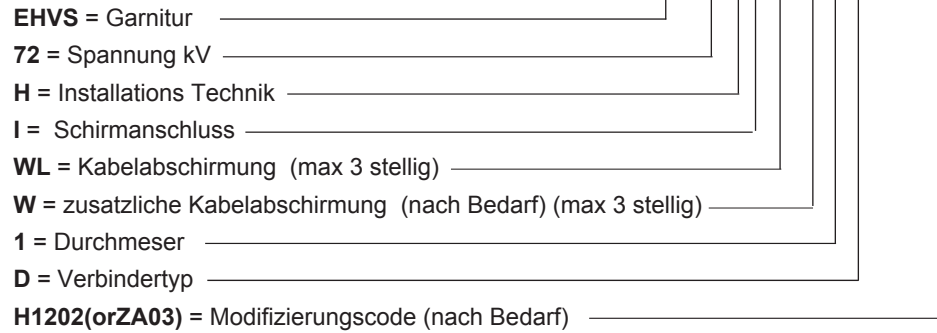 EHVS = Garnitur
72 = Spannung kV
H = Installations Technik
I = Schirmanschluss
WL = Kabelabschirmung (max 3 stellig)
W = zusatzliche Kabelabschirmung (nach Bedarf) (max 3 stellig)
1 = Durchmeser
D = Verbindertyp
H1202(orZA03) = Modifizierungscode (nach Bedarf)